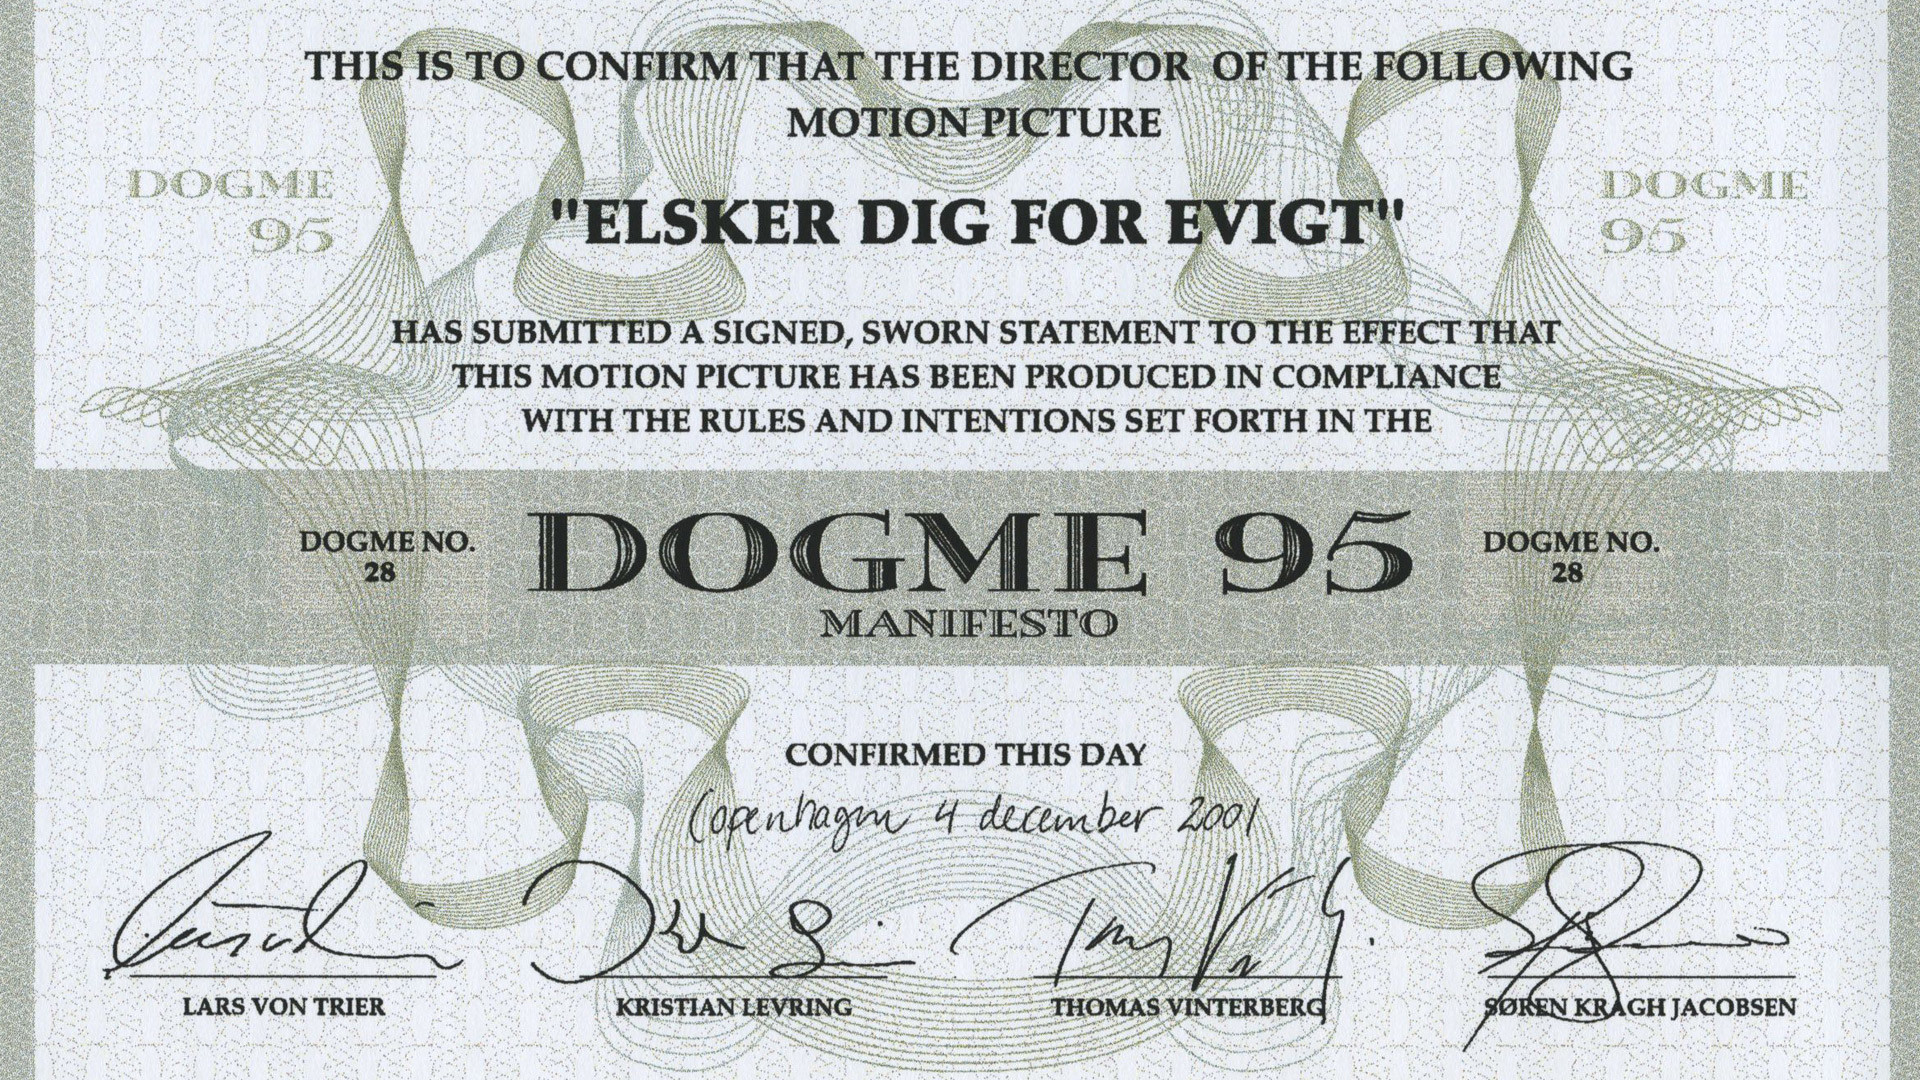 THIS IS TO CONFIRM THAT THE DIRECTOR OF THE FOLLOWING
MOTION PICTURE
DOGME
95
DOGME
95
"ELSKER DIG FOR EVIGT"
HAS SUBMITTED A SIGNED, SWORN STATEMENT TO THE EFFECT THAT
THIS MOTION PICTURE HAS BEEN PRODUCED IN COMPLIANCE
WITH THE RULES AND INTENTIONS SET FORTH IN THE
DOGME NO.
28
DOGME 95
MANIFESTO
DOGME NO.
28
CONFIRMED THIS DAY
Copenhagen 4 december 2001
LARS VON TRIER
KRISTIAN LEVRING
THOMAS VINTERBERG
SØREN KRAGH JACOBSEN